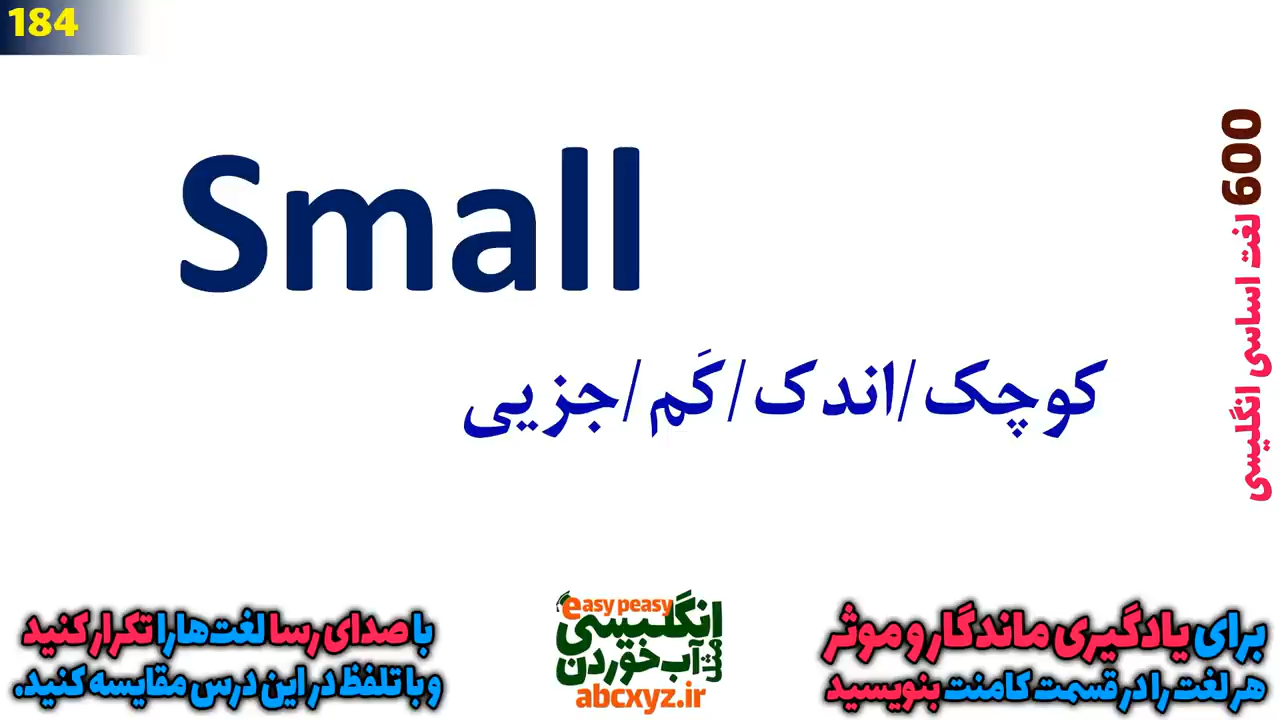 184
Small
کوچک/اندک/کَم/جزیی
600 لغت اساسی انگلیسی
با صدای رسا لغت‌ها را تکرار کنید
و با تلفظ در این درس مقایسه کنید.
easy peasy
انگلیسی
مثل آب خوردن
abcxyz.ir
برای یادگیری ماندگار و موثر
هر لغت را در قسمت کامنت بنویسید